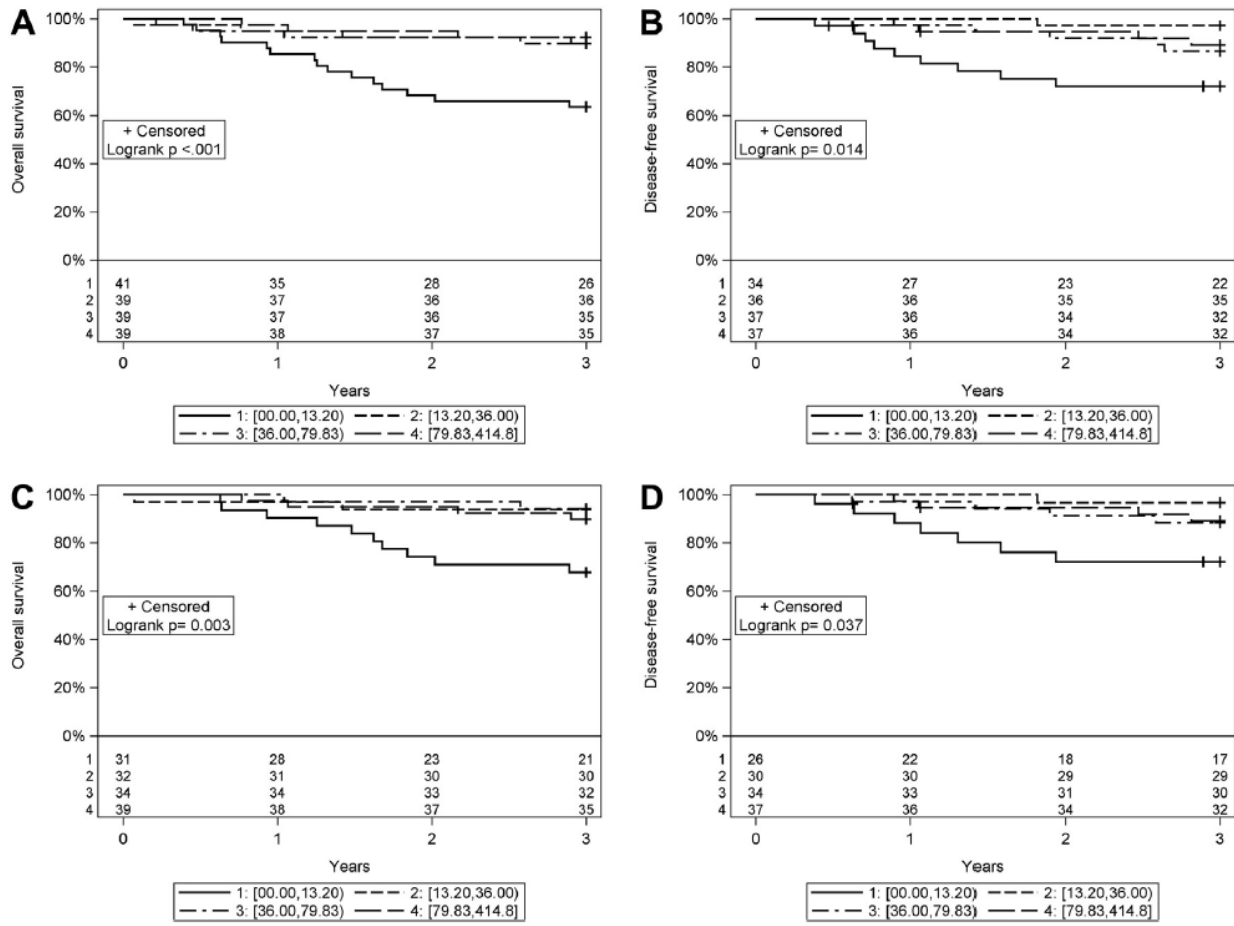 A
100%
80%
60%
40%
20%
0%
Overall survival
+ Censored
Logrank p <.001
1 41 35 28 26
2 39 37 36 36
3 39 37 36 35
4 39 38 37 35
0 1 2 3
Years
1: [00.00,13.20) 2: [13.20,36.00)
3: [36.00,79.83) 4: [79.83,414.8]
B
100%
80%
60%
40%
20%
0%
Disease-free survival
+ Censored
Logrank p= 0.014
1 34 27 23 22
2 36 36 35 35
3 37 36 34 32
4 37 36 34 32
0 1 2 3
Years
1: [00.00,13.20) 2: [13.20,36.00)
3: [36.00,79.83) 4: [79.83,414.8]
C
100%
80%
60%
40%
20%
0%
Overall survival
+ Censored
Logrank p= 0.003
1 31 28 23 21
2 32 31 30 30
3 34 34 33 32
4 39 38 37 35
0 1 2 3
Years
1: [00.00,13.20) 2: [13.20,36.00)
3: [36.00,79.83) 4: [79.83,414.8]
D
100%
80%
60%
40%
20%
0%
Disease-free survival
+ Censored
Logrank p= 0.037
1 26 22 18 17
2 30 30 29 29
3 34 33 31 30
4 37 36 34 32
0 1 2 3
Years
1: [00.00,13.20) 2: [13.20,36.00)
3: [36.00,79.83) 4: [79.83,414.8]